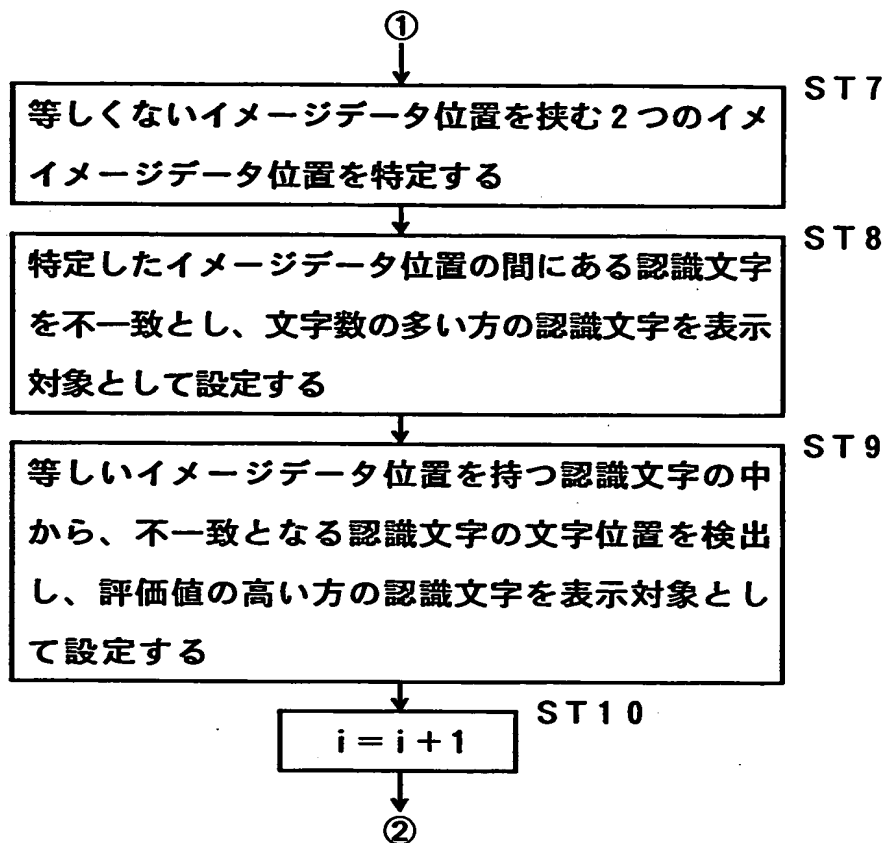 ①
ST7
等しくないイメージデータ位置を挟む2つのイメ
イメージデータ位置を特定する
ST8
特定したイメージデータ位置の間にある認識文字
を不一致とし、文字数の多い方の認識文字を表示
対象として設定する
ST9
等しいイメージデータ位置を持つ認識文字の中
から、不一致となる認識文字の文字位置を検出
し、評価値の高い方の認識文字を表示対象とし
て設定する
ST10
i=i+1
②